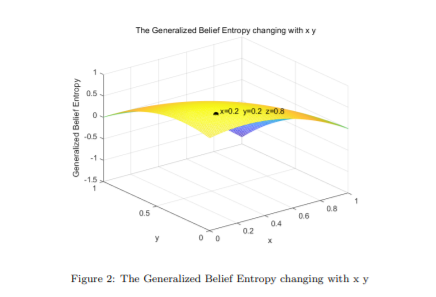 The Generalized Belief Entropy changing with x y
1
0.5
0
-0.5
-1
-1.5
Generalized Belief Entropy
x=0.2 y=0.2 z=0.8
1
0.5
0
y
0
0.2
0.4
0.6
0.8
1
x
Figure 2: The Generalized Belief Entropy changing with x y